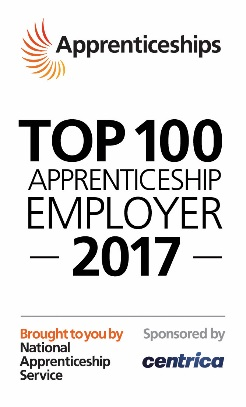 Apprenticeships
TOP 100
APPRENTICESHIP
EMPLOYER
– 2017 –
Brought to you by
National
Apprenticeship
Service
Sponsored by
centrica